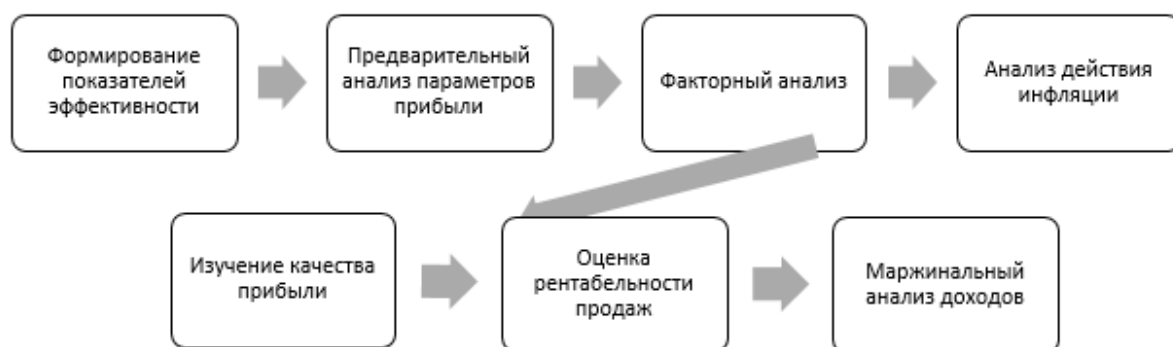 Формирование
показателей
эффективности
Предварительный
анализ параметров
прибыли
Факторный анализ
Анализ действия
инфляции
Изучение качества
прибыли
Оценка
рентабельности
продаж
Маржинальный
анализ доходов